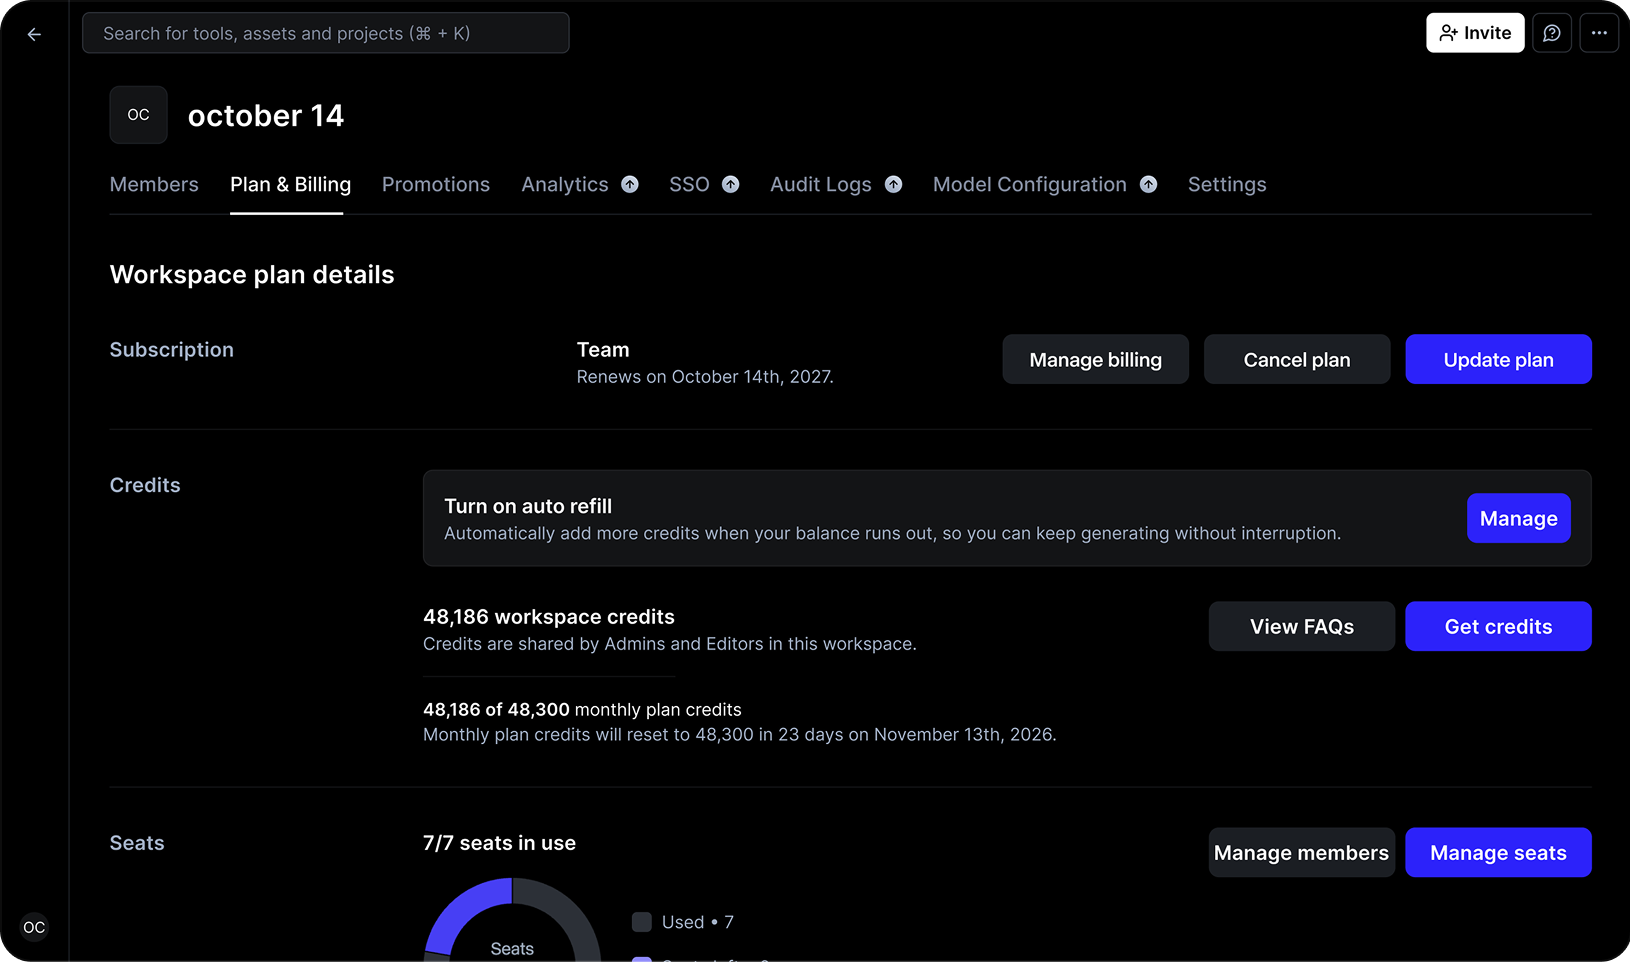 Search for tools, assets and projects (⌘ + K)
Invite
OC
october 14
Members
Plan & Billing
Promotions
Analytics
SSO
Audit Logs
Model Configuration
Settings
Workspace plan details
Subscription
Team
Renews on October 14th, 2027.
Manage billing
Cancel plan
Update plan
Credits
Turn on auto refill
Automatically add more credits when your balance runs out, so you can keep generating without interruption.
Manage
48,186 workspace credits
Credits are shared by Admins and Editors in this workspace.
View FAQs
Get credits
48,186 of 48,300 monthly plan credits
Monthly plan credits will reset to 48,300 in 23 days on November 13th, 2026.
Seats
7/7 seats in use
Manage members
Manage seats
Seats
Used • 7
OC